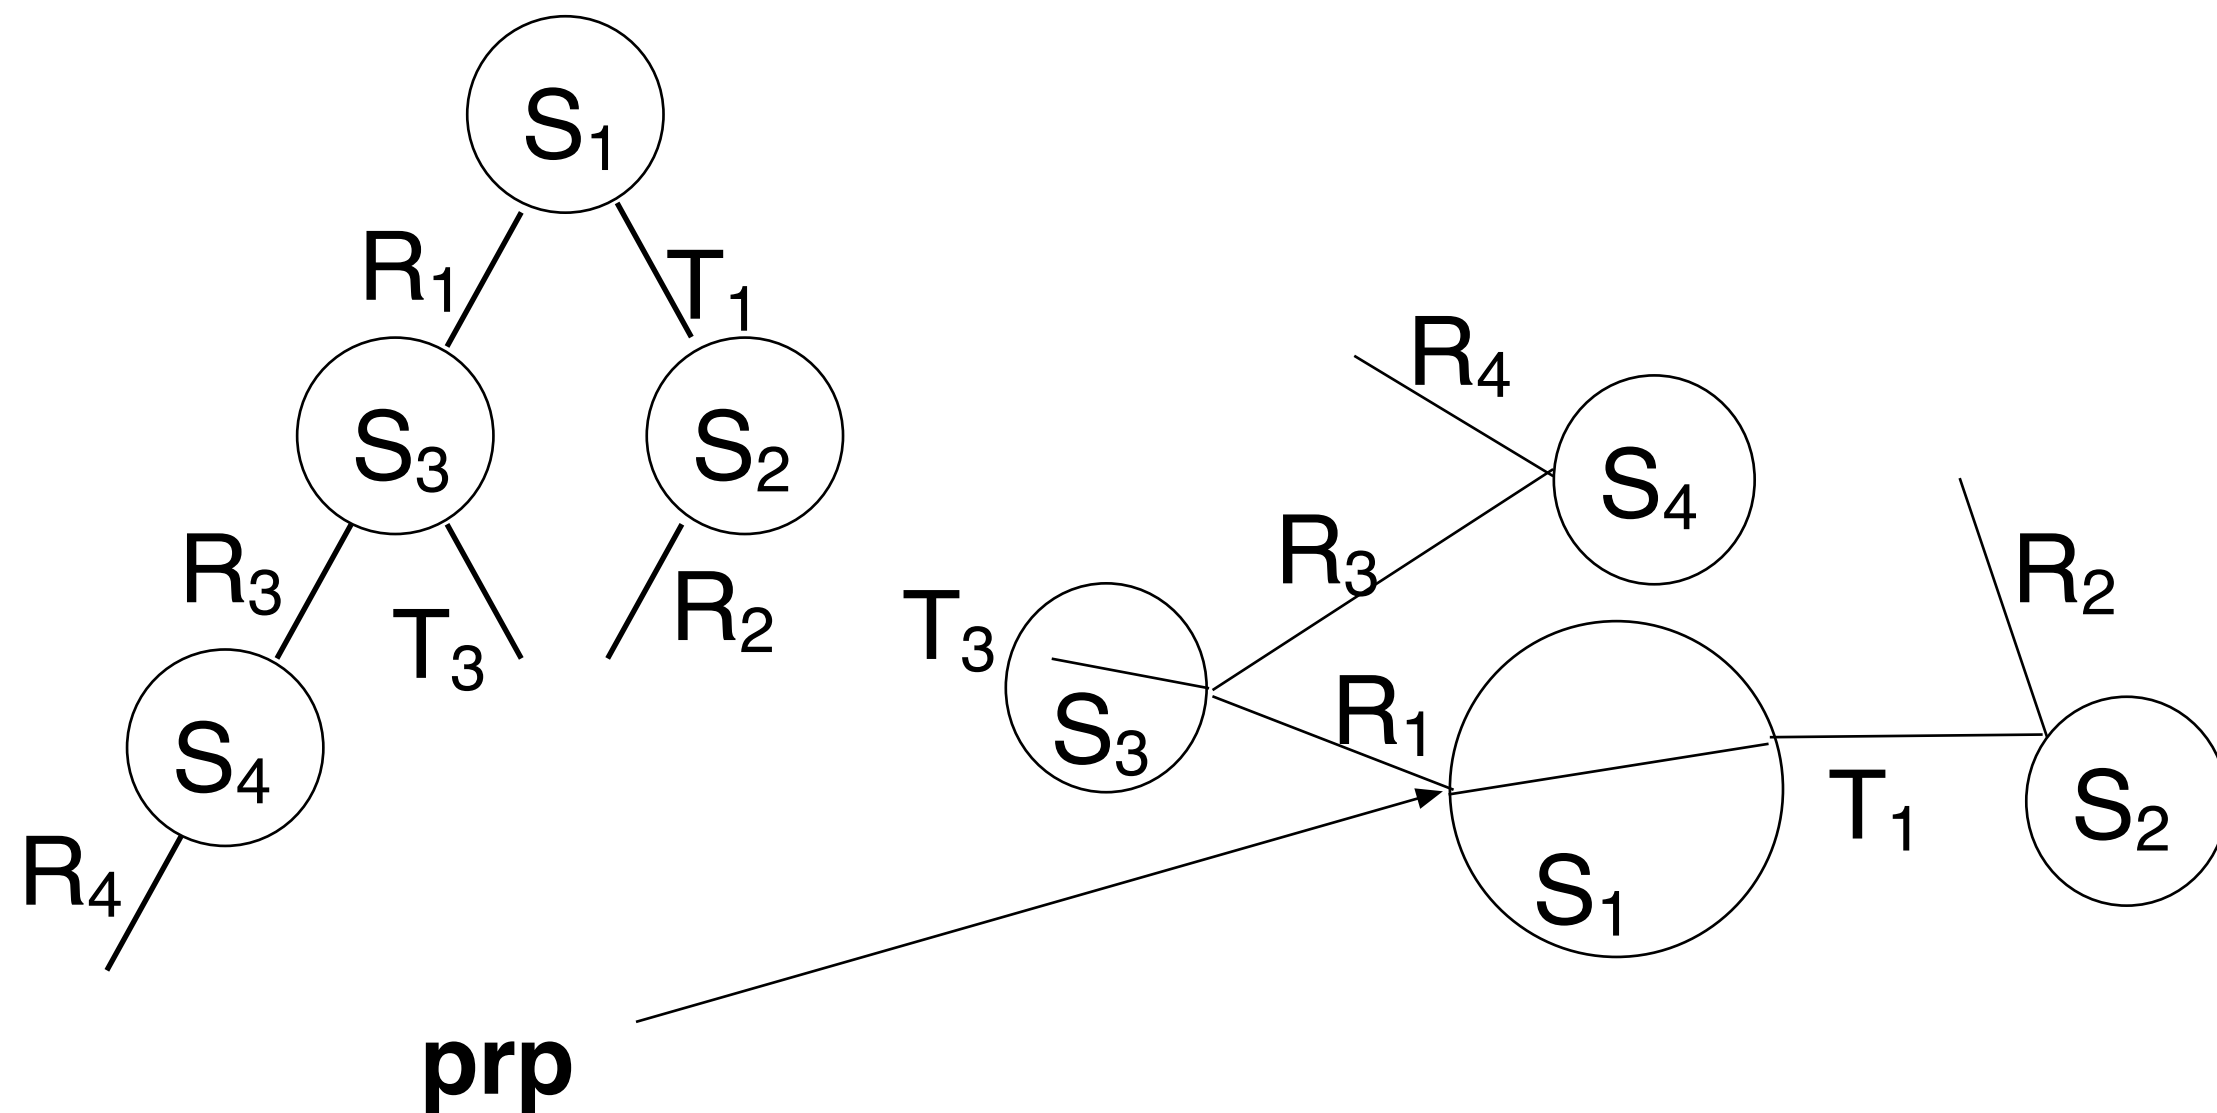 S₁
R₁
T₁
S₃
S₂
R₃
T₃
R₂
S₄
R₄
R₄
S₄
R₃
R₂
T₃
S₃
R₁
T₁
S₂
S₁
prp